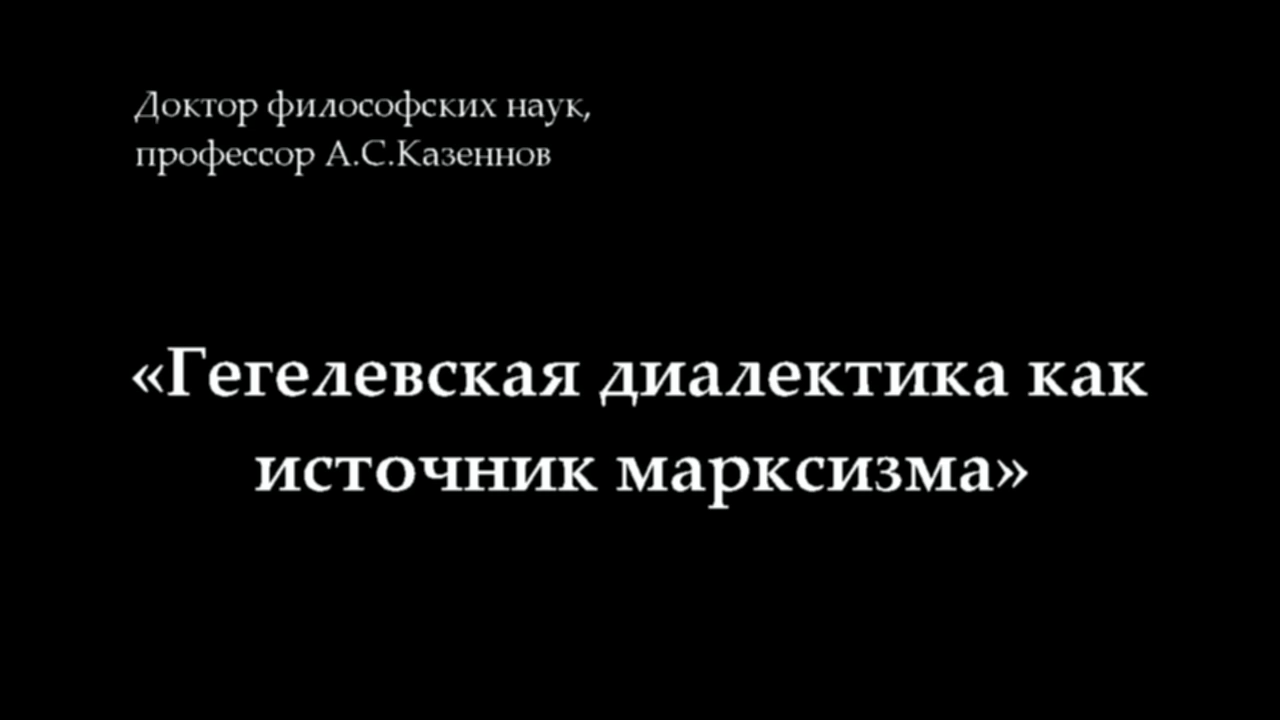 Доктор философских наук,
профессор А.С.Казеннов
«Гегелевская диалектика как
источник марксизма»